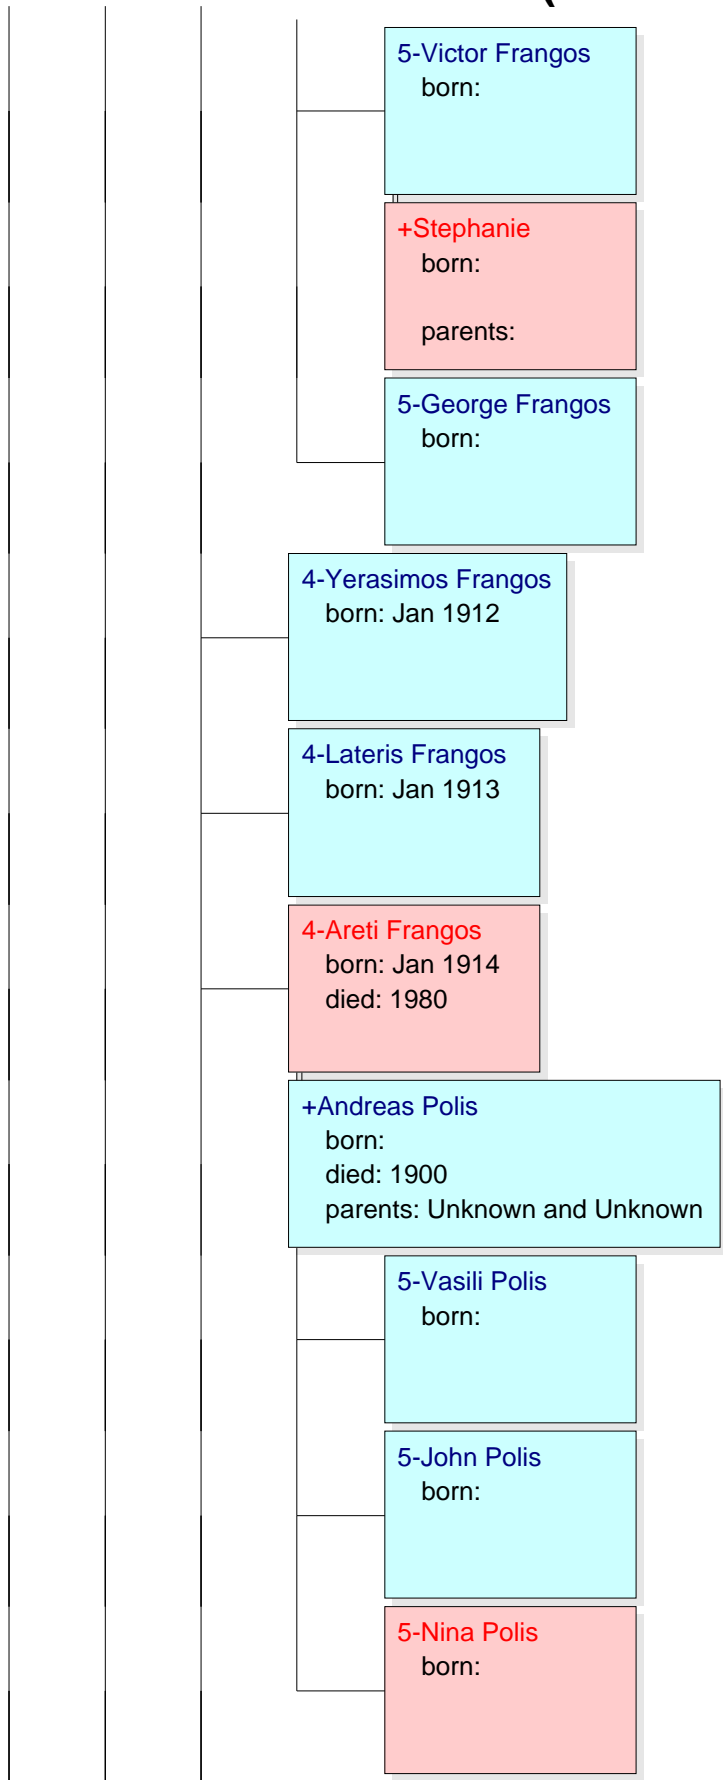 5-Victor Frangos
born:
+Stephanie
born:
parents:
5-George Frangos
born:
4-Yerasimos Frangos
born: Jan 1912
4-Lateris Frangos
born: Jan 1913
4-Areti Frangos
born: Jan 1914
died: 1980
+Andreas Polis
born:
died: 1900
parents: Unknown and Unknown
5-Vasili Polis
born:
5-John Polis
born:
5-Nina Polis
born: